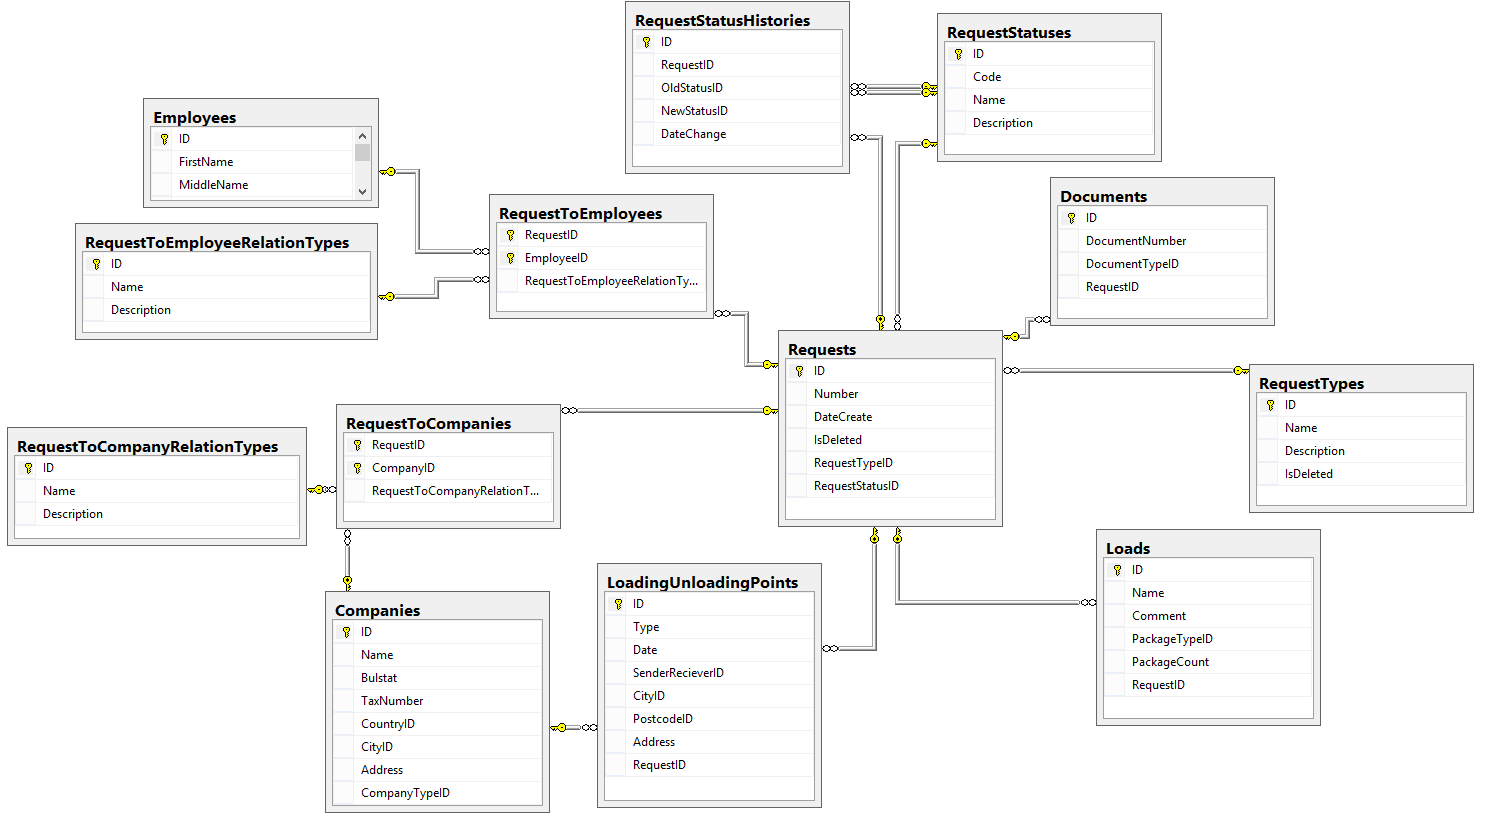 RequestStatusHistories
ID
RequestID
OldStatusID
NewStatusID
DateChange
RequestStatuses
ID
Code
Name
Description
Employees
ID
FirstName
MiddleName
RequestToEmployees
RequestID
EmployeeID
RequestToEmployeeRelationTy...
Documents
ID
DocumentNumber
DocumentTypeID
RequestID
RequestToEmployeeRelationTypes
ID
Name
Description
Requests
ID
Number
DateCreate
IsDeleted
RequestTypeID
RequestStatusID
RequestTypes
ID
Name
Description
IsDeleted
RequestToCompanies
RequestID
CompanyID
RequestToCompanyRelationT...
RequestToCompanyRelationTypes
ID
Name
Description
Loads
ID
Name
Comment
PackageTypeID
PackageCount
RequestID
LoadingUnloadingPoints
ID
Type
Date
SenderRecieverID
CityID
PostcodeID
Address
RequestID
Companies
ID
Name
Bulstat
TaxNumber
CountryID
CityID
Address
CompanyTypeID